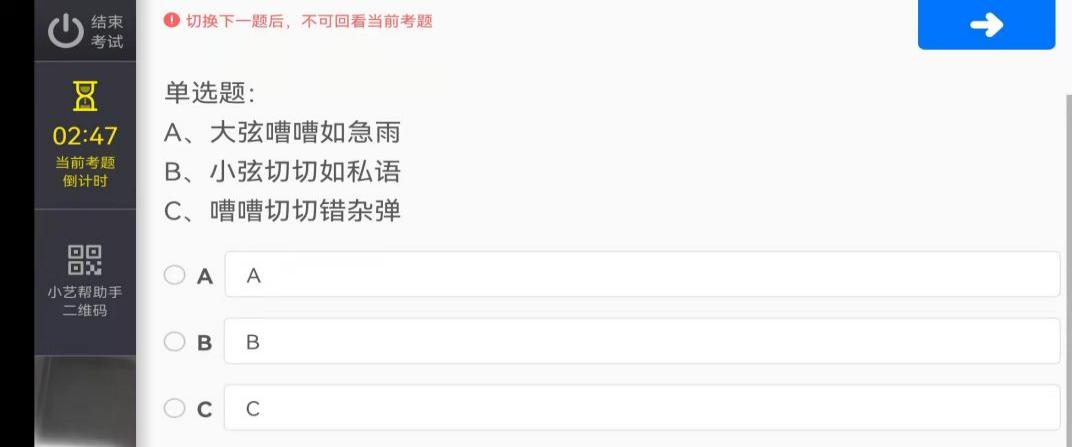 结束
考试
切换下一题后，不可回看当前考题
02:47
当前考题
倒计时
小艺帮助手
二维码
单选题：
A、大弦嘈嘈如急雨
B、小弦切切如私语
C、嘈嘈切切错杂弹
A A
B B
C C